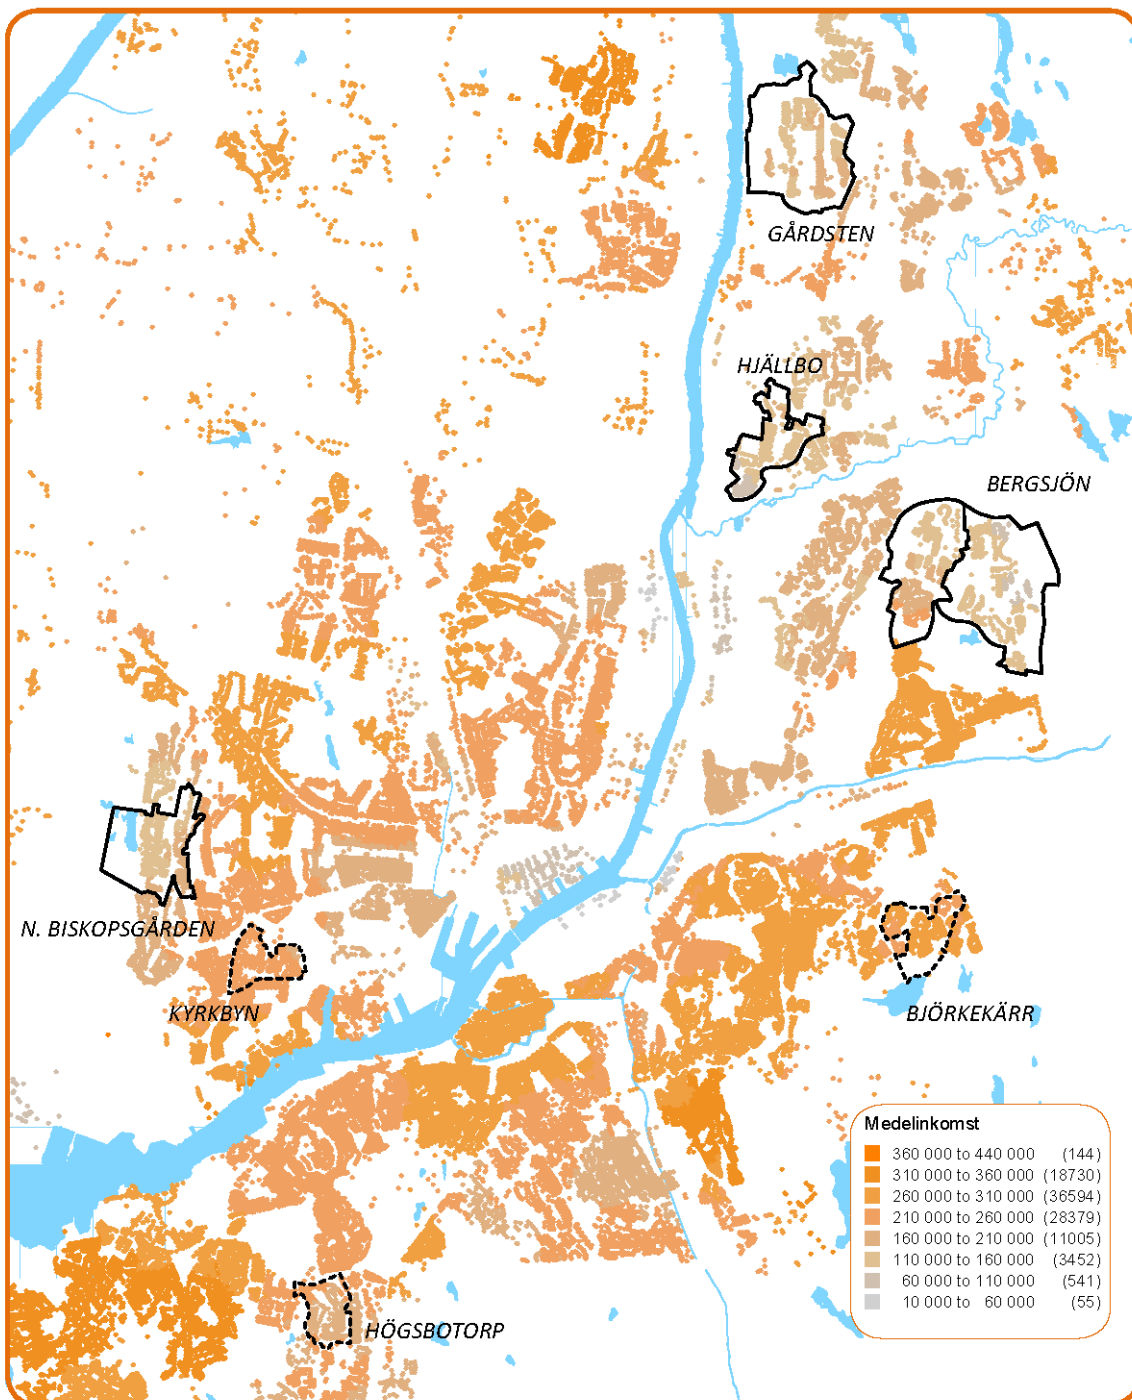 GÅRDSTEN
HJÄLLBO
BERGSJÖN
N. BISKOPSGÅRDEN
KYRKBYN
BJÖRKEKÄRR
HÖGSBOTORP
Medelinkomst
360 000 to 440 000 (144)
310 000 to 360 000 (18730)
260 000 to 310 000 (36594)
210 000 to 260 000 (28379)
160 000 to 210 000 (11005)
110 000 to 160 000 (3452)
60 000 to 110 000 (541)
10 000 to 60 000 (55)